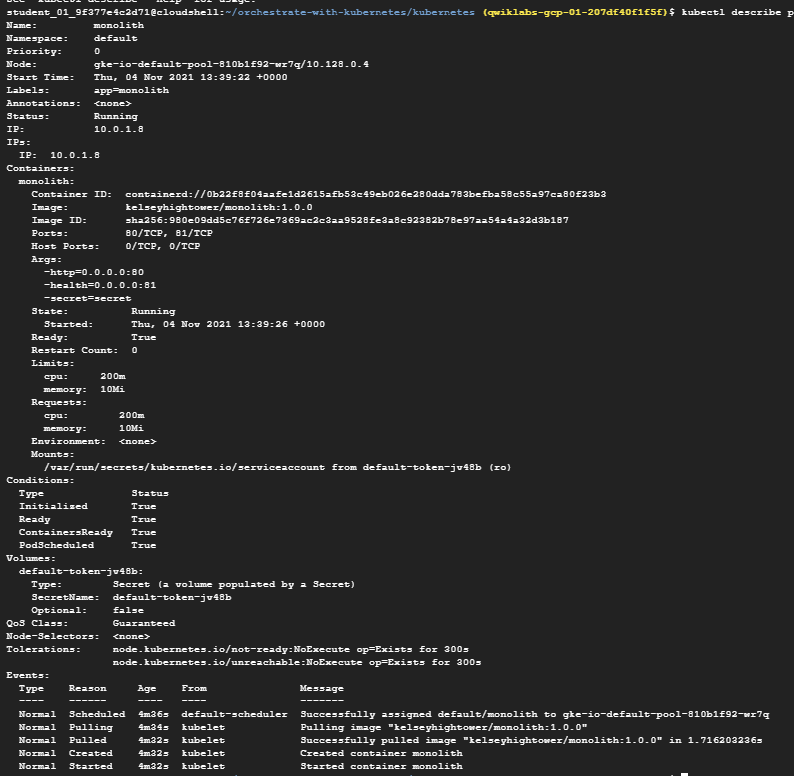 student_01_9f377e4c2d71@cloudshell:~/orchestrate-with-kubernetes/kubernetes (qwiklabs-gcp-01-207df40f1f5f)$ kubectl describe p
Name:         monolith
Namespace:    default
Priority:     0
Node:         gke-io-default-pool-810b1f92-wr7q/10.128.0.4
Start Time:   Thu, 04 Nov 2021 13:39:22 +0000
Labels:       app=monolith
Annotations:  <none>
Status:       Running
IP:           10.0.1.8
IPs:
  IP:  10.0.1.8
Containers:
  monolith:
    Container ID:  containerd://0b22f8f04aafe1d2615afb53c49eb026e280dda783befba58c55a97ca80f23b3
    Image:         kelseyhightower/monolith:1.0.0
    Image ID:      sha256:980e09dd5c76f726e7369ac2c3aa9528fe3a8c92382b78e97aa54a4a32d3b187
    Ports:         80/TCP, 81/TCP
    Host Ports:    0/TCP, 0/TCP
    Args:
      -http=0.0.0.0:80
      -health=0.0.0.0:81
      -secret=secret
    State:          Running
      Started:      Thu, 04 Nov 2021 13:39:26 +0000
    Ready:          True
    Restart Count:  0
    Limits:
      cpu:     200m
      memory:  10Mi
    Requests:
      cpu:        200m
      memory:     10Mi
    Environment:  <none>
    Mounts:
      /var/run/secrets/kubernetes.io/serviceaccount from default-token-jv48b (ro)
Conditions:
  Type              Status
  Initialized       True
  Ready             True
  ContainersReady   True
  PodScheduled      True
Volumes:
  default-token-jv48b:
    Type:        Secret (a volume populated by a Secret)
    SecretName:  default-token-jv48b
    Optional:    false
QoS Class:       Guaranteed
Node-Selectors:  <none>
Tolerations:     node.kubernetes.io/not-ready:NoExecute op=Exists for 300s
                 node.kubernetes.io/unreachable:NoExecute op=Exists for 300s
Events:
  Type    Reason     Age    From               Message
  ----    ------     ----   ----               -------
  Normal  Scheduled  4m36s  default-scheduler  Successfully assigned default/monolith to gke-io-default-pool-810b1f92-wr7q
  Normal  Pulling    4m34s  kubelet            Pulling image "kelseyhightower/monolith:1.0.0"
  Normal  Pulled     4m32s  kubelet            Successfully pulled image "kelseyhightower/monolith:1.0.0" in 1.716203236s
  Normal  Created    4m32s  kubelet            Created container monolith
  Normal  Started    4m32s  kubelet            Started container monolith